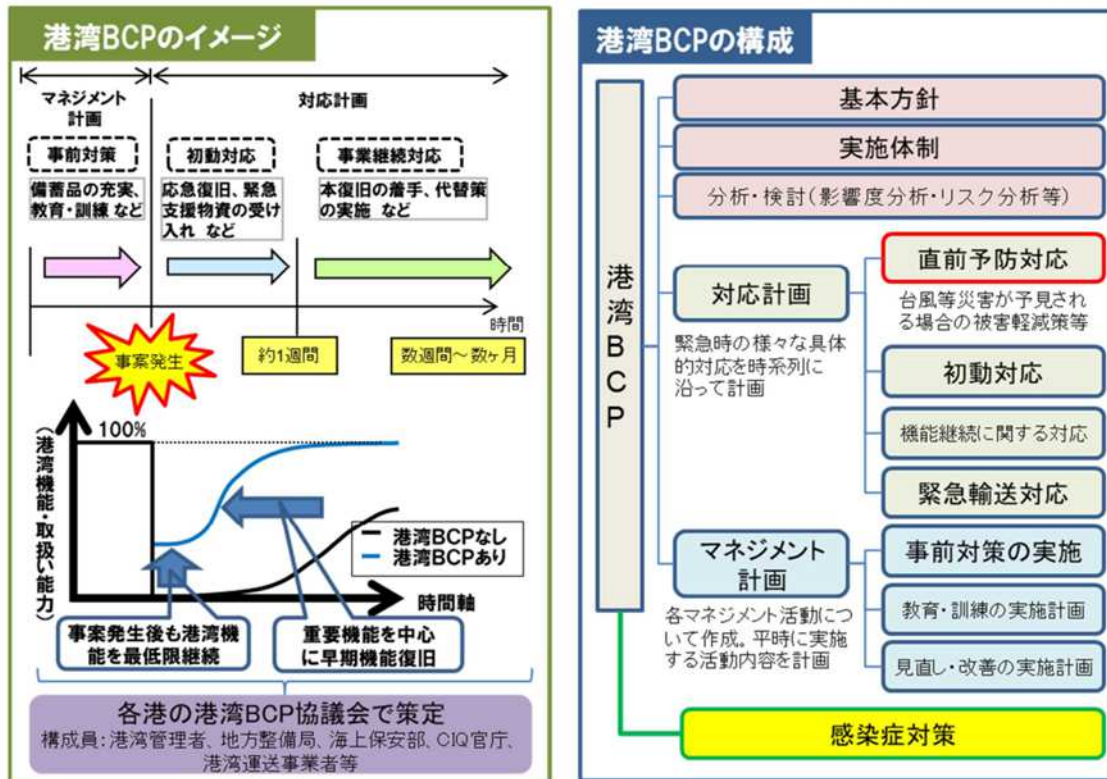 港湾BCPのイメージ
マネジメント
計画
対応計画
事前対策
備蓄品の充実、
教育・訓練 など
初動対応
応急復旧、緊急
支援物資の受け
入れ など
事業継続対応
本復旧の着手、代替策
の実施 など
時間
事案発生
約1週間
数週間～数ヶ月
(港湾機能・取扱い能力)
100%
港湾BCPなし
港湾BCPあり
時間軸
事案発生後も港湾機
能を最低限継続
重要機能を中心
に早期機能復旧
各港の港湾BCP協議会で策定
構成員:港湾管理者、地方整備局、海上保安部、CIQ官庁、
港湾運送事業者等
港湾BCPの構成
港湾BCP
基本方針
実施体制
分析・検討(影響度分析・リスク分析等)
対応計画
緊急時の様々な具体
的対応を時系列に
沿って計画
直前予防対応
台風等災害が予見され
る場合の被害軽減策等
初動対応
機能継続に関する対応
緊急輸送対応
マネジメント
計画
各マネジメント活動につ
いて作成。平時に実施
する活動内容を計画
事前対策の実施
教育・訓練の実施計画
見直し・改善の実施計画
感染症対策